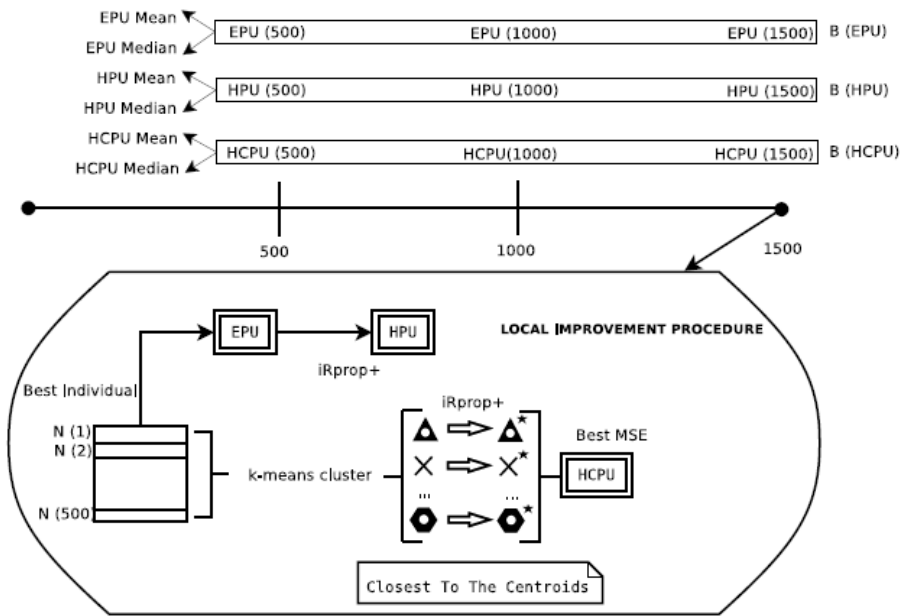 EPU Mean
EPU Median
EPU (500) EPU (1000) EPU (1500) B (EPU)
HPU Mean
HPU Median
HPU (500) HPU (1000) HPU (1500) B (HPU)
HCPU Mean
HCPU Median
HCPU (500) HCPU(1000) HCPU (1500) B (HCPU)
500 1000 1500
LOCAL IMPROVEMENT PROCEDURE
EPU HPU
iRprop+
Best Individual
N (1)
N (2)
N (500)
k-means cluster
iRprop+
... ...
Best MSE
HCPU
Closest To The Centroids